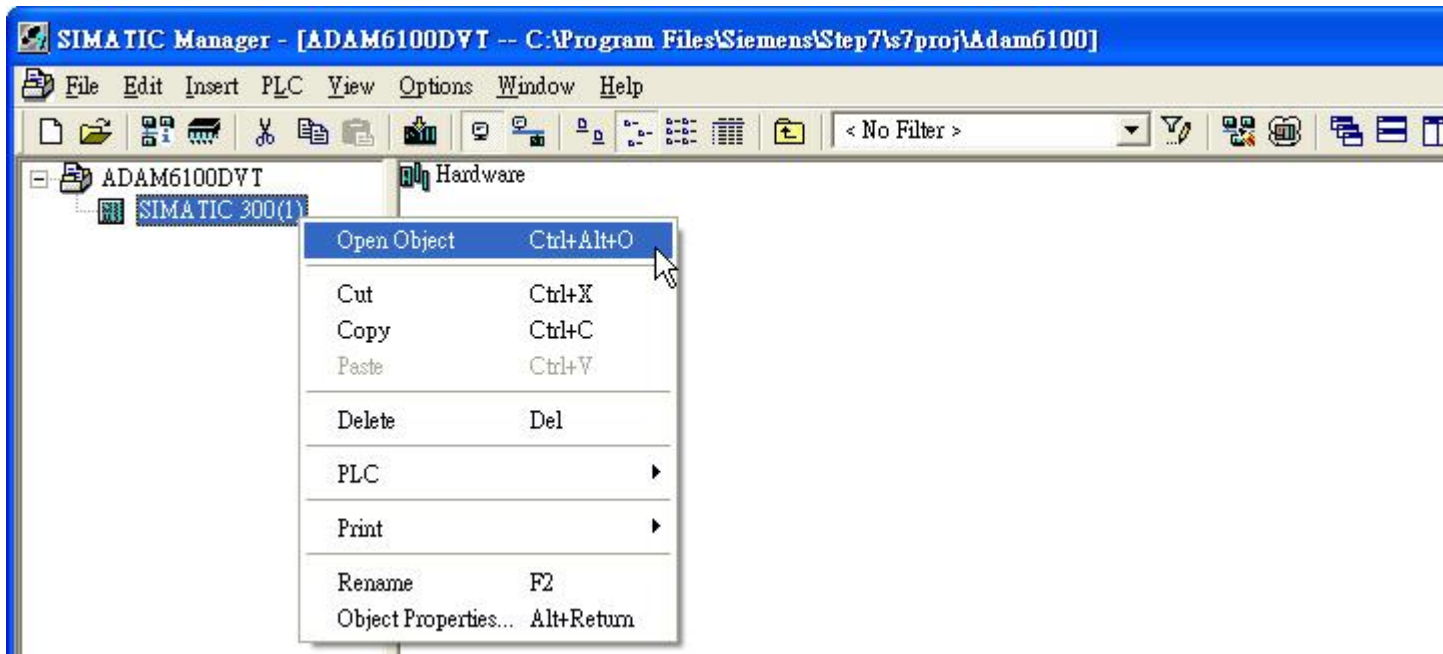 SIMATIC Manager - [ADAM6100DVT -- C:\Program Files\Siemens\Step7\s7proj\Adam6100]
File Edit Insert PLC View Options Window Help
< No Filter >
ADAM6100DVT
SIMATIC 300(1)
Hardware
Open Object Ctrl+Alt+O
Cut Ctrl+X
Copy Ctrl+C
Paste Ctrl+V
Delete Del
PLC
Print
Rename F2
Object Properties... Alt+Return